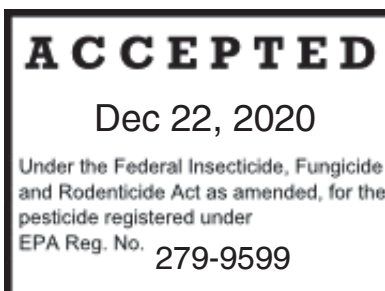 ACCEPTED
Dec 22, 2020
Under the Federal Insecticide, Fungicide
and Rodenticide Act as amended, for the
pesticide registered under
EPA Reg. No. 279-9599